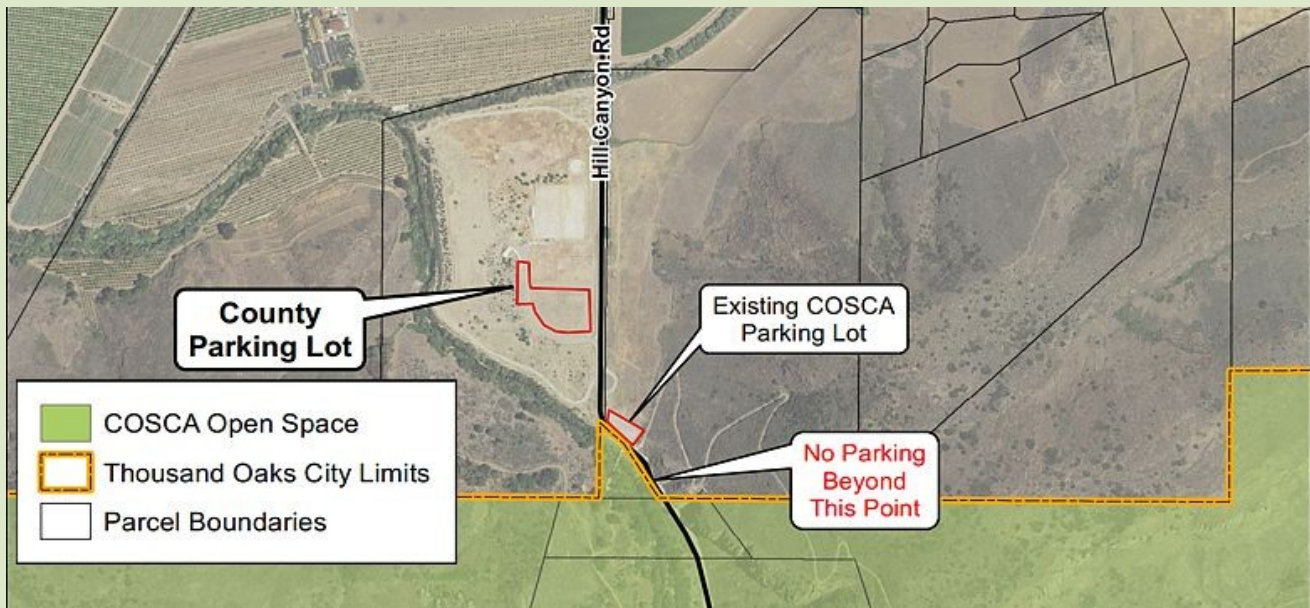 Hill Canyon Rd
County
Parking Lot
Existing COSCA
Parking Lot
No Parking
Beyond
This Point
COSCA Open Space
Thousand Oaks City Limits
Parcel Boundaries